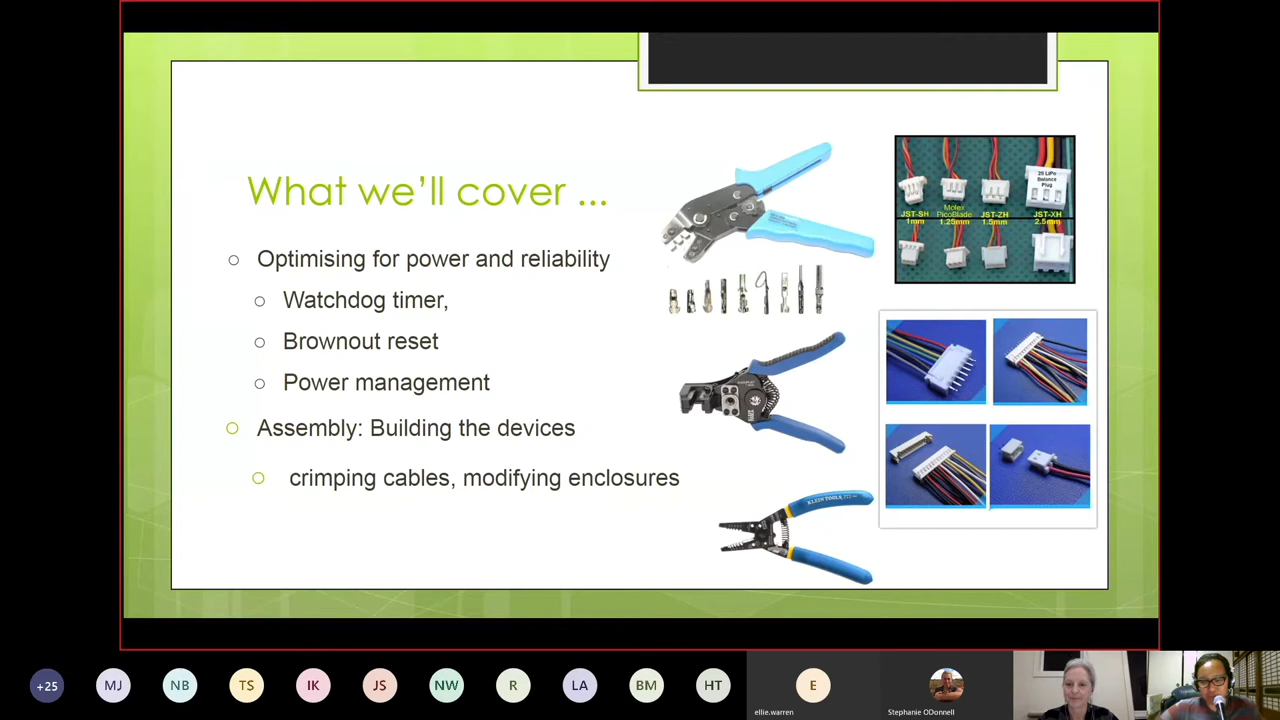 What we'll cover ...
Optimising for power and reliability
Watchdog timer,
Brownout reset
Power management
Assembly: Building the devices
crimping cables, modifying enclosures
2S LiPo
Balance
Plug
JST-SH
1mm
Molex
PicoBlade
1.25mm
JST-ZH
1.5mm
JST-XH
2.5mm
KLEIN TOOLS
+25
MJ
NB
TS
IK
JS
NW
R
LA
BM
HT
E
ellie.warren
Stephanie ODonnell